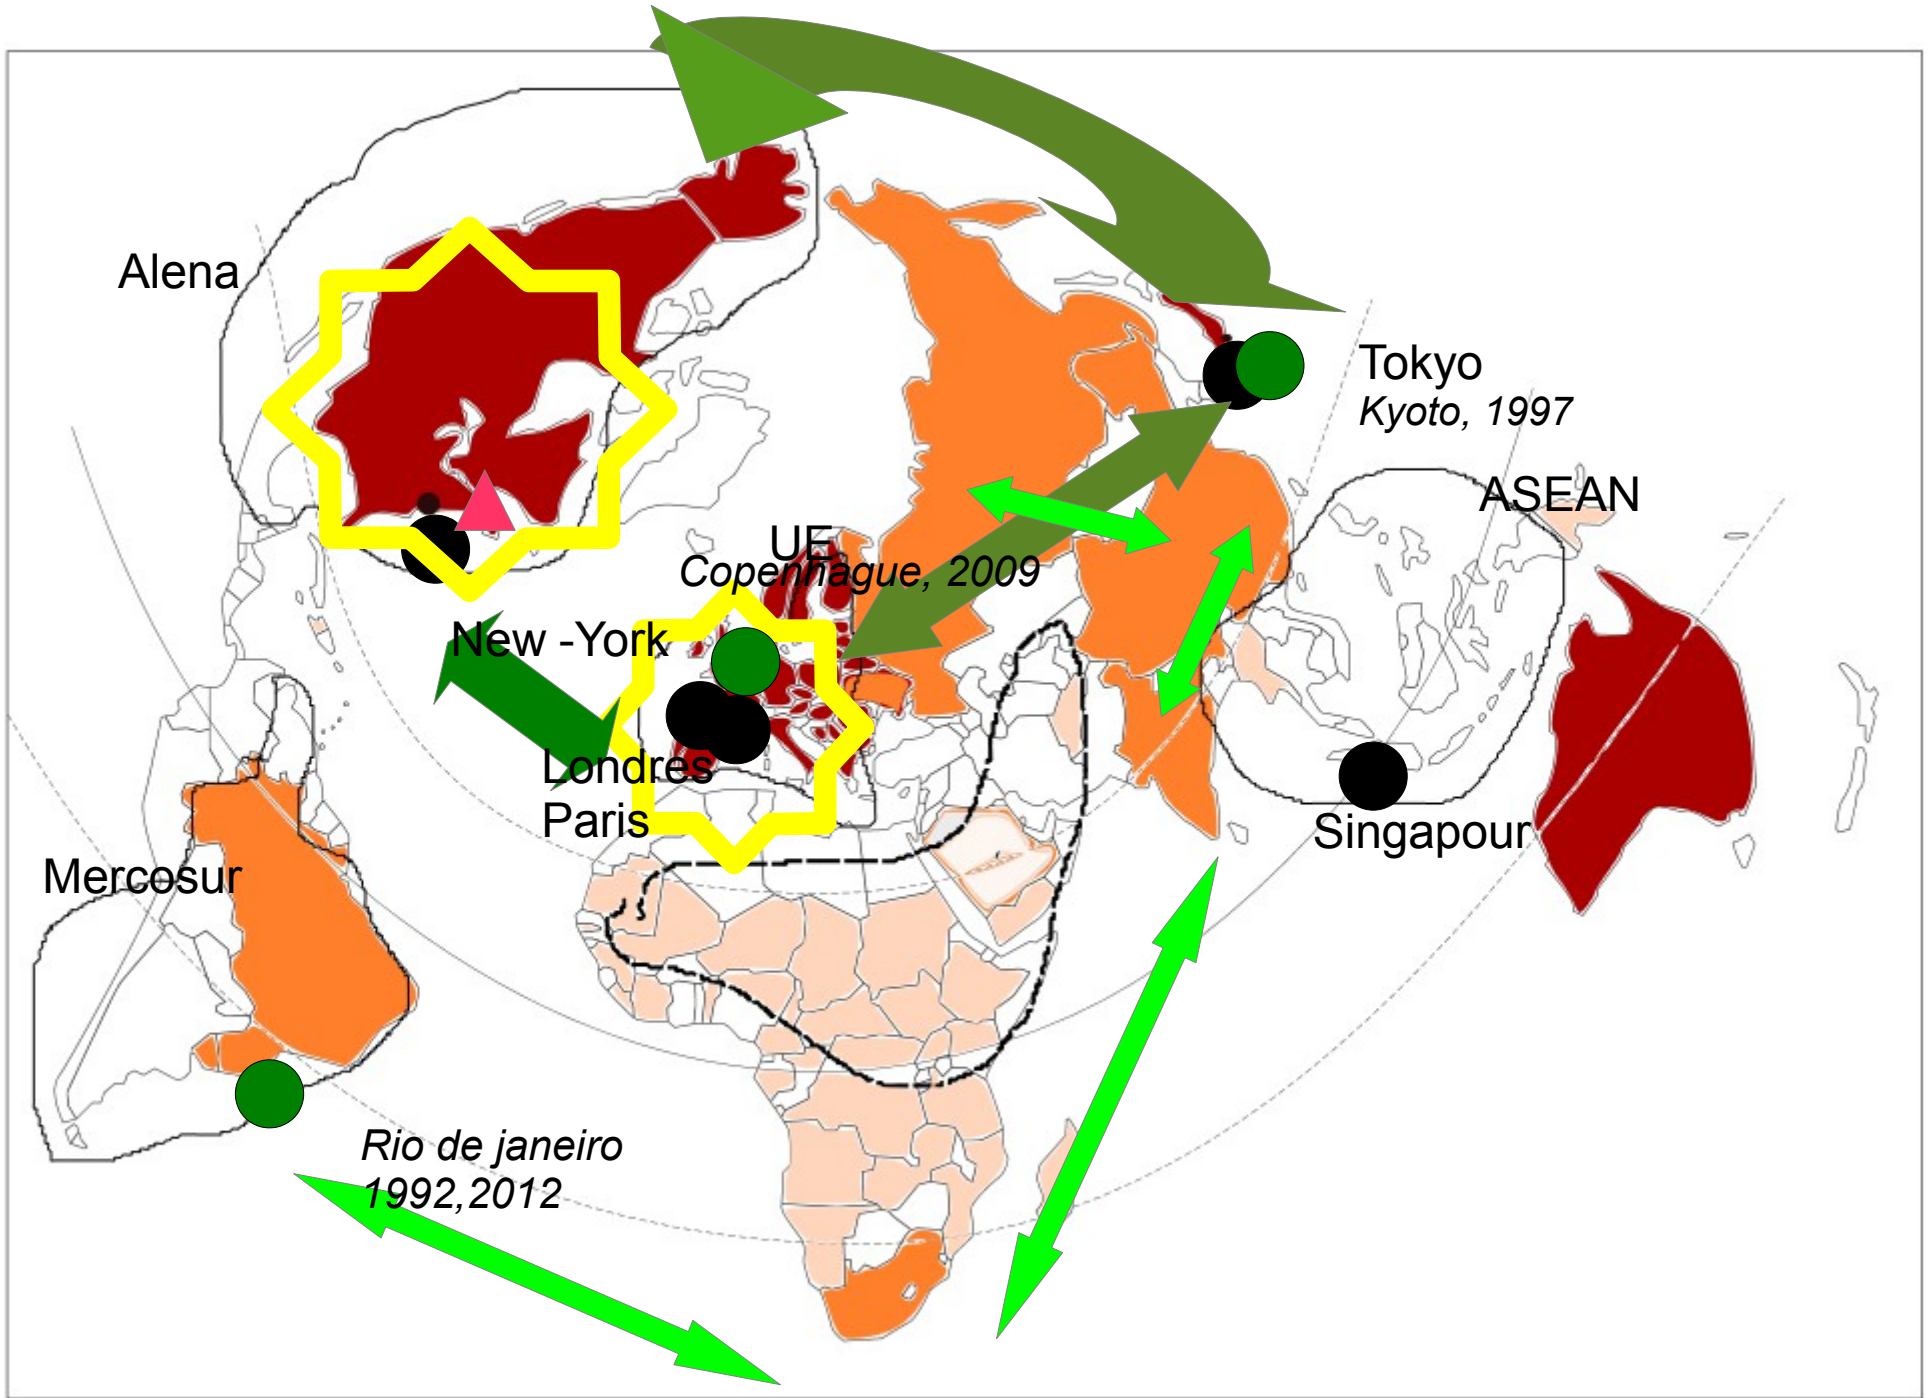 Alena
Tokyo
Kyoto, 1997
ASEAN
UE
Copenhague, 2009
New -York
Londres
Paris
Singapour
Mercosur
Rio de janeiro
1992,2012